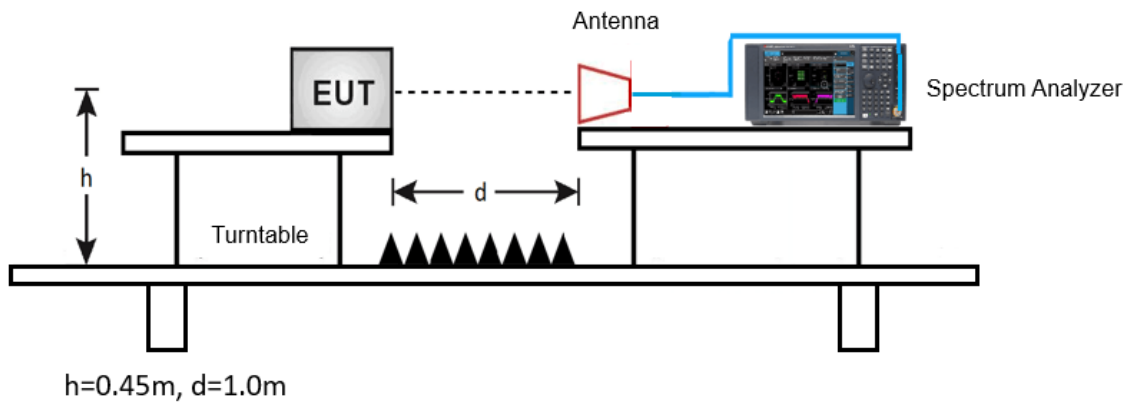 Antenna
EUT
Spectrum Analyzer
h
d
Turntable
h=0.45m, d=1.0m